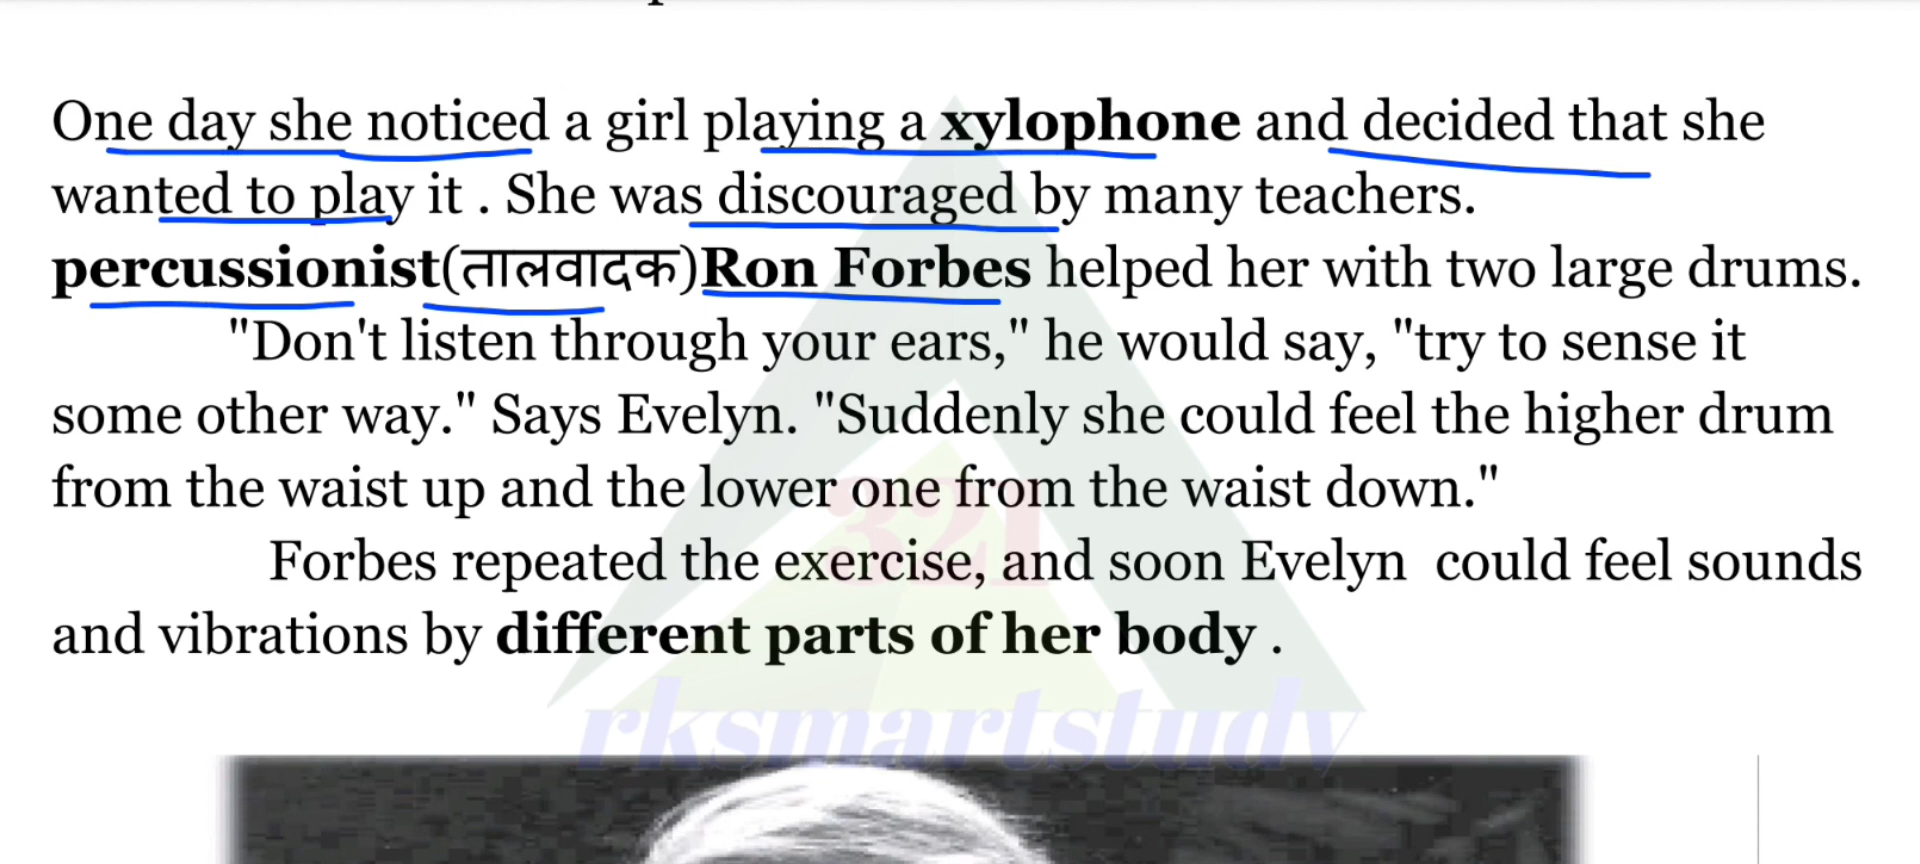 One day she noticed a girl playing a xylophone and decided that she
wanted to play it . She was discouraged by many teachers.
percussionist(तालवादक)Ron Forbes helped her with two large drums.
"Don't listen through your ears," he would say, "try to sense it
some other way." Says Evelyn. "Suddenly she could feel the higher drum
from the waist up and the lower one from the waist down."
Forbes repeated the exercise, and soon Evelyn could feel sounds
and vibrations by different parts of her body .
321
rksmartstudy